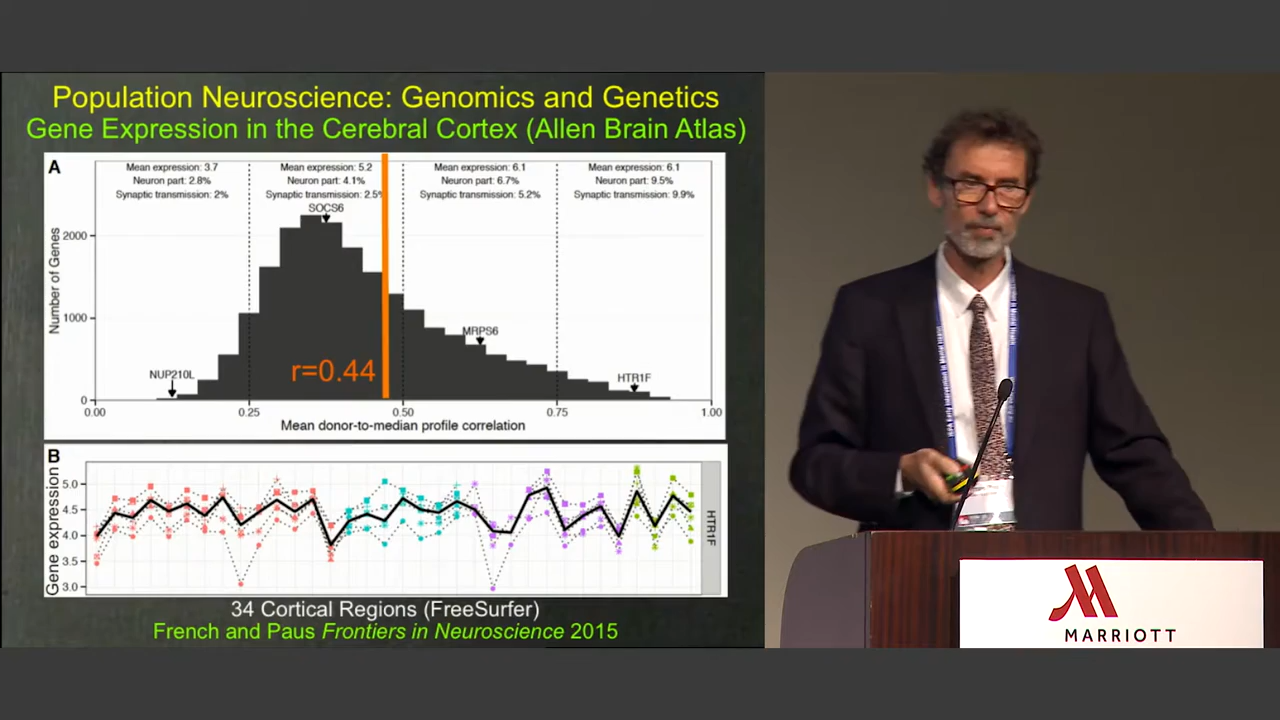 Population Neuroscience: Genomics and Genetics
Gene Expression in the Cerebral Cortex (Allen Brain Atlas)
A
Mean expression: 3.7
Neuron part: 2.8%
Synaptic transmission: 2%
Mean expression: 5.2
Neuron part: 4.1%
Synaptic transmission: 2.5%
Mean expression: 6.1
Neuron part: 6.7%
Synaptic transmission: 5.2%
Mean expression: 6.1
Neuron part: 9.5%
Synaptic transmission: 9.9%
SOCS6
MRPS6
NUP210L
HTR1F
r=0.44
Number of Genes
2000
1000
0
0.00 0.25 0.50 0.75 1.00
Mean donor-to-median profile correlation
B
Gene expression
5.0
4.5
4.0
3.5
3.0
HTR1F
34 Cortical Regions (FreeSurfer)
French and Paus Frontiers in Neuroscience 2015
MARRIOTT